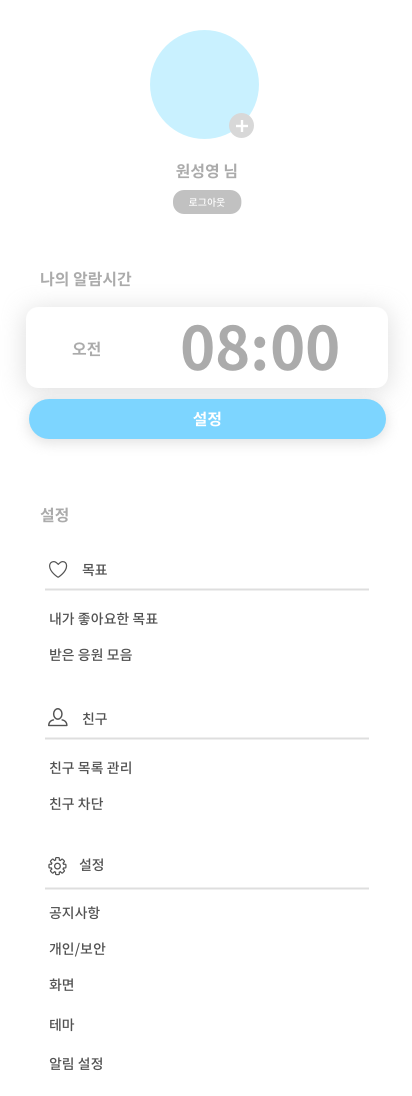 원성영 님
로그아웃
나의 알람시간
오전 08:00
설정
설정
목표
내가 좋아요한 목표
받은 응원 모음
친구
친구 목록 관리
친구 차단
설정
공지사항
개인/보안
화면
테마
알림 설정